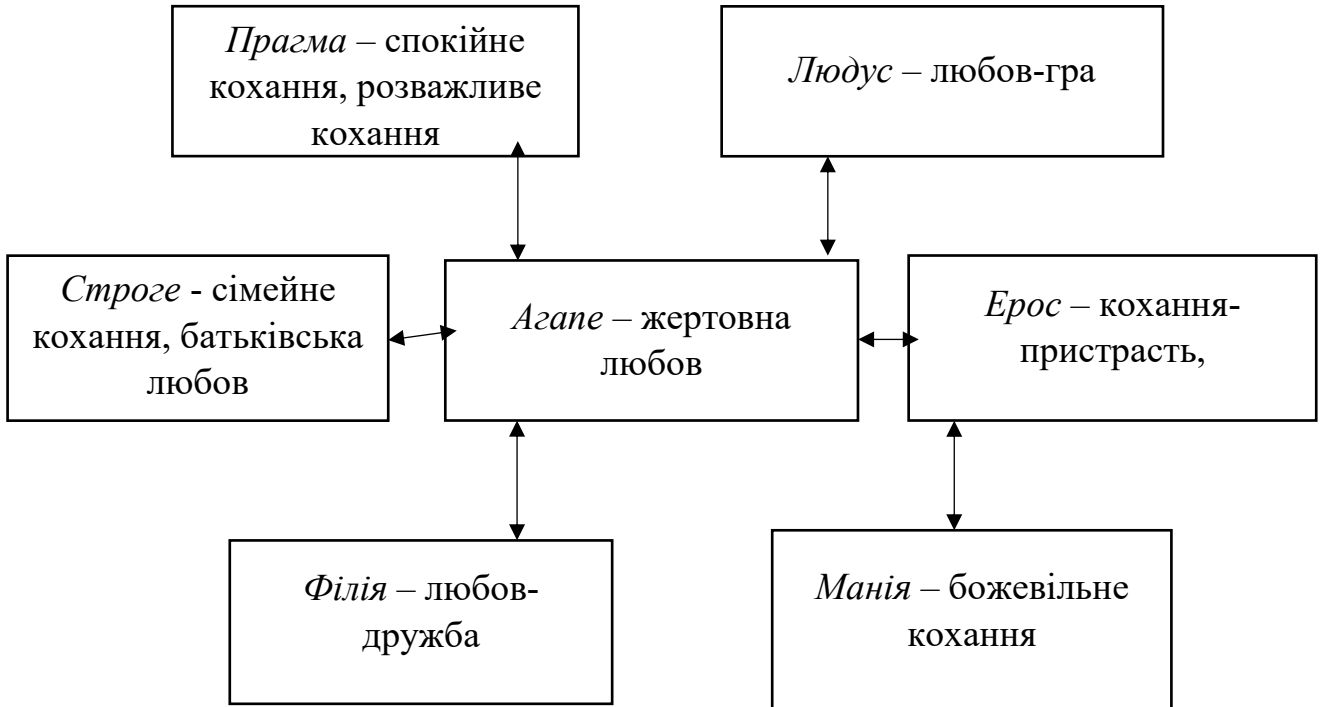 Прагма – спокійне
кохання, розважливе
кохання
Людус – любов-гра
Строге - сімейне
кохання, батьківська
любов
Агапе – жертовна
любов
Ерос – кохання-
пристрасть,
Філія – любов-
дружба
Манія – божевільне
кохання